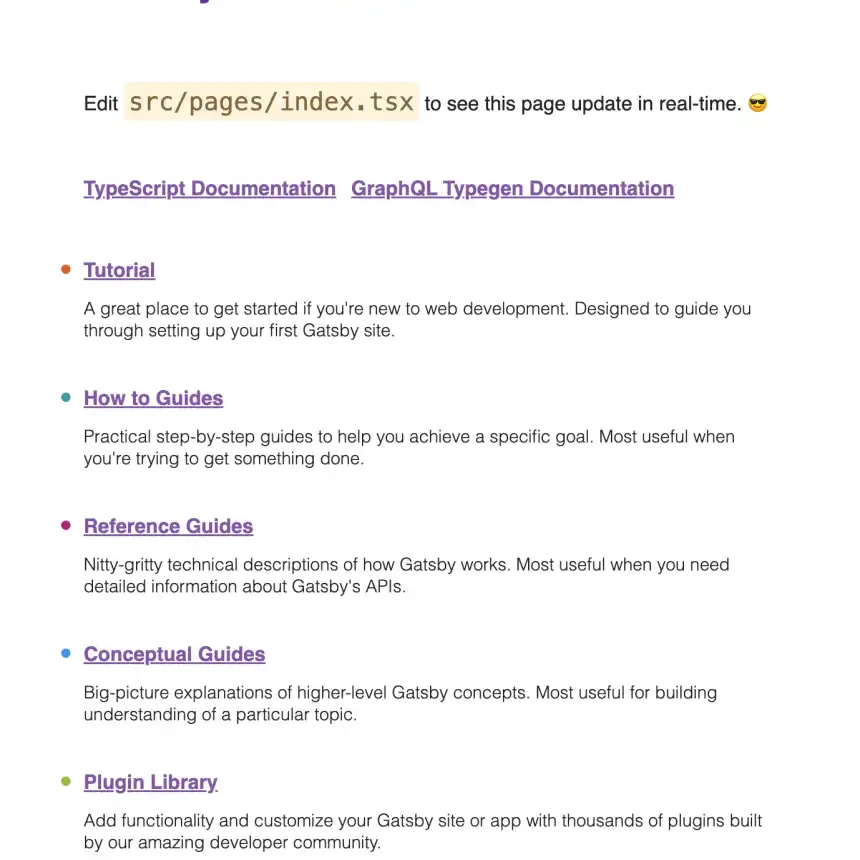 Edit src/pages/index.tsx to see this page update in real-time. 😎
TypeScript Documentation GraphQL Typegen Documentation
Tutorial
A great place to get started if you're new to web development. Designed to guide you
through setting up your first Gatsby site.
How to Guides
Practical step-by-step guides to help you achieve a specific goal. Most useful when
you're trying to get something done.
Reference Guides
Nitty-gritty technical descriptions of how Gatsby works. Most useful when you need
detailed information about Gatsby's APIs.
Conceptual Guides
Big-picture explanations of higher-level Gatsby concepts. Most useful for building
understanding of a particular topic.
Plugin Library
Add functionality and customize your Gatsby site or app with thousands of plugins built
by our amazing developer community.